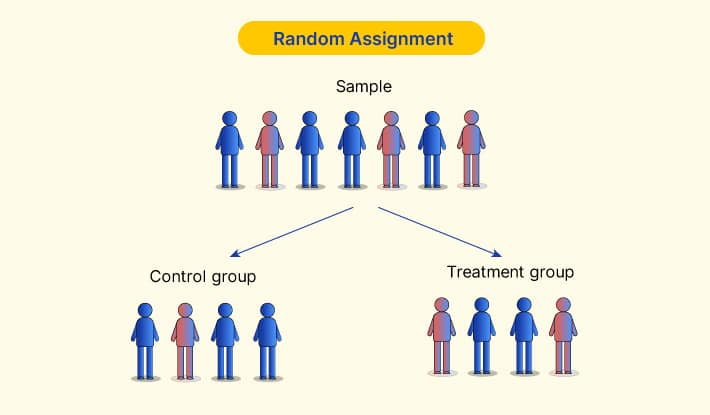 Random Assignment
Sample
Control group
Treatment group